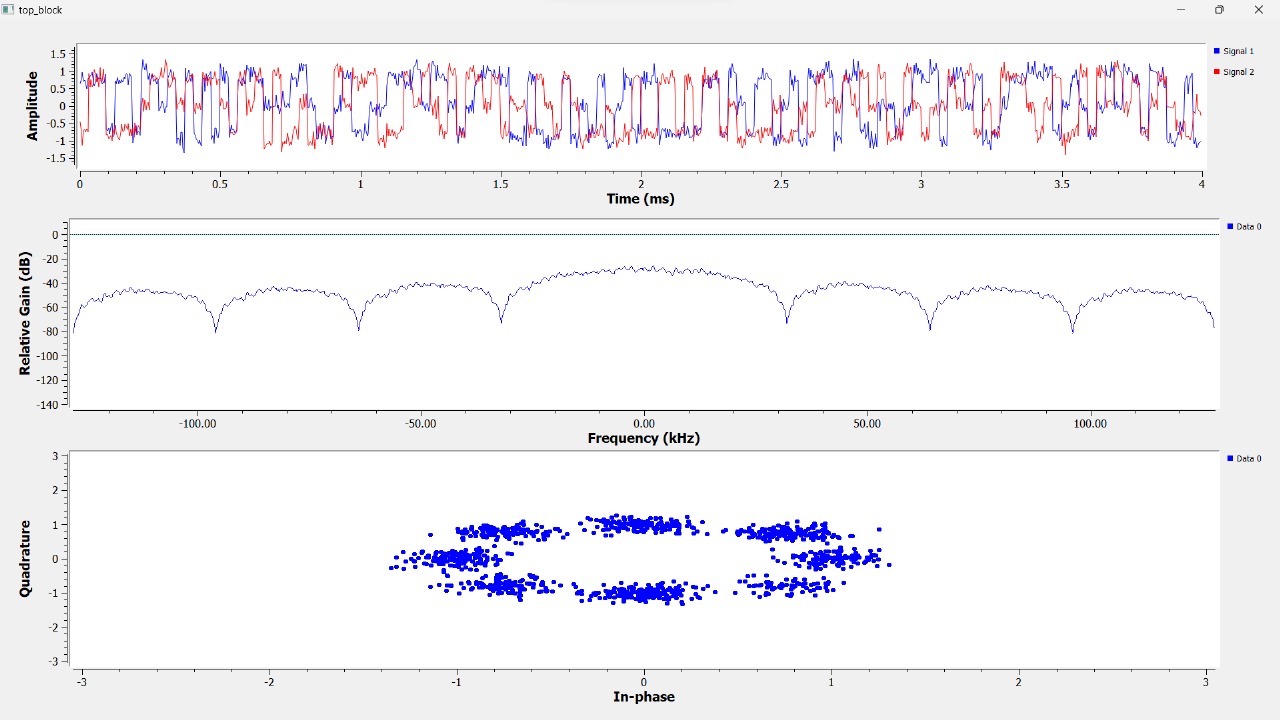 top_block
Amplitude
1.5
1
0.5
0
-0.5
-1
-1.5
Signal 1
Signal 2
0 0.5 1 1.5 2 2.5 3 3.5 4
Time (ms)
Relative Gain (dB)
0
-20
-40
-60
-80
-100
-120
-140
Data 0
-100.00 -50.00 0.00 50.00 100.00
Frequency (kHz)
Quadrature
3
2
1
0
-1
-2
-3
Data 0
-3 -2 -1 0 1 2 3
In-phase